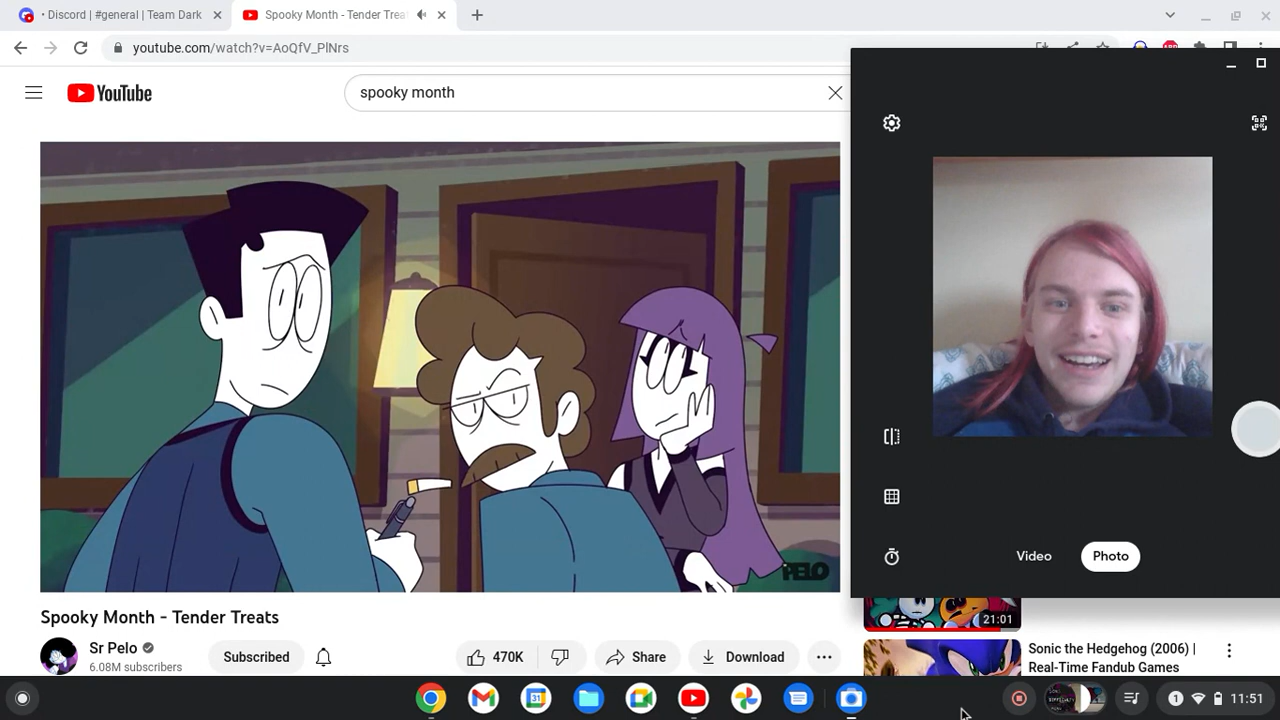 • Discord | #general | Team Dark
Spooky Month - Tender Trea
youtube.com/watch?v=AoQfV_PlNrs
YouTube
spooky month
PELO
Video
Photo
Spooky Month - Tender Treats
21:01
Sr Pelo
6.08M subscribers
Subscribed
470K
Share
Download
Sonic the Hedgehog (2006) |
Real-Time Fandub Games
31
1
11:51